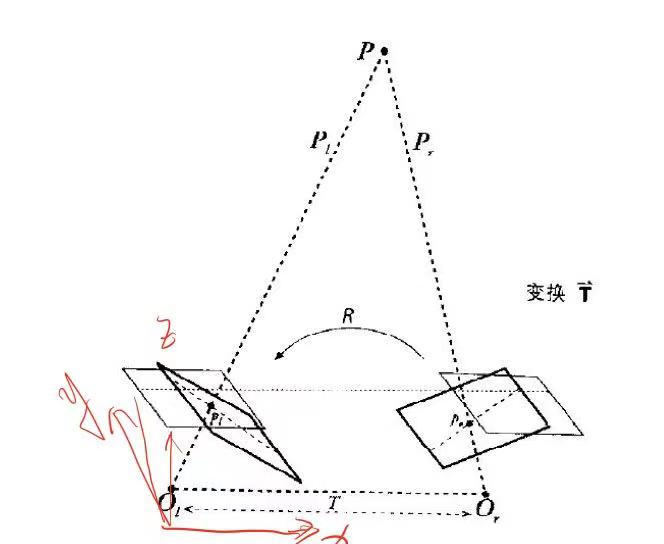 P
P_l P_r
变换 T
R
z
y
p_l p_r
O_l T O_r
x